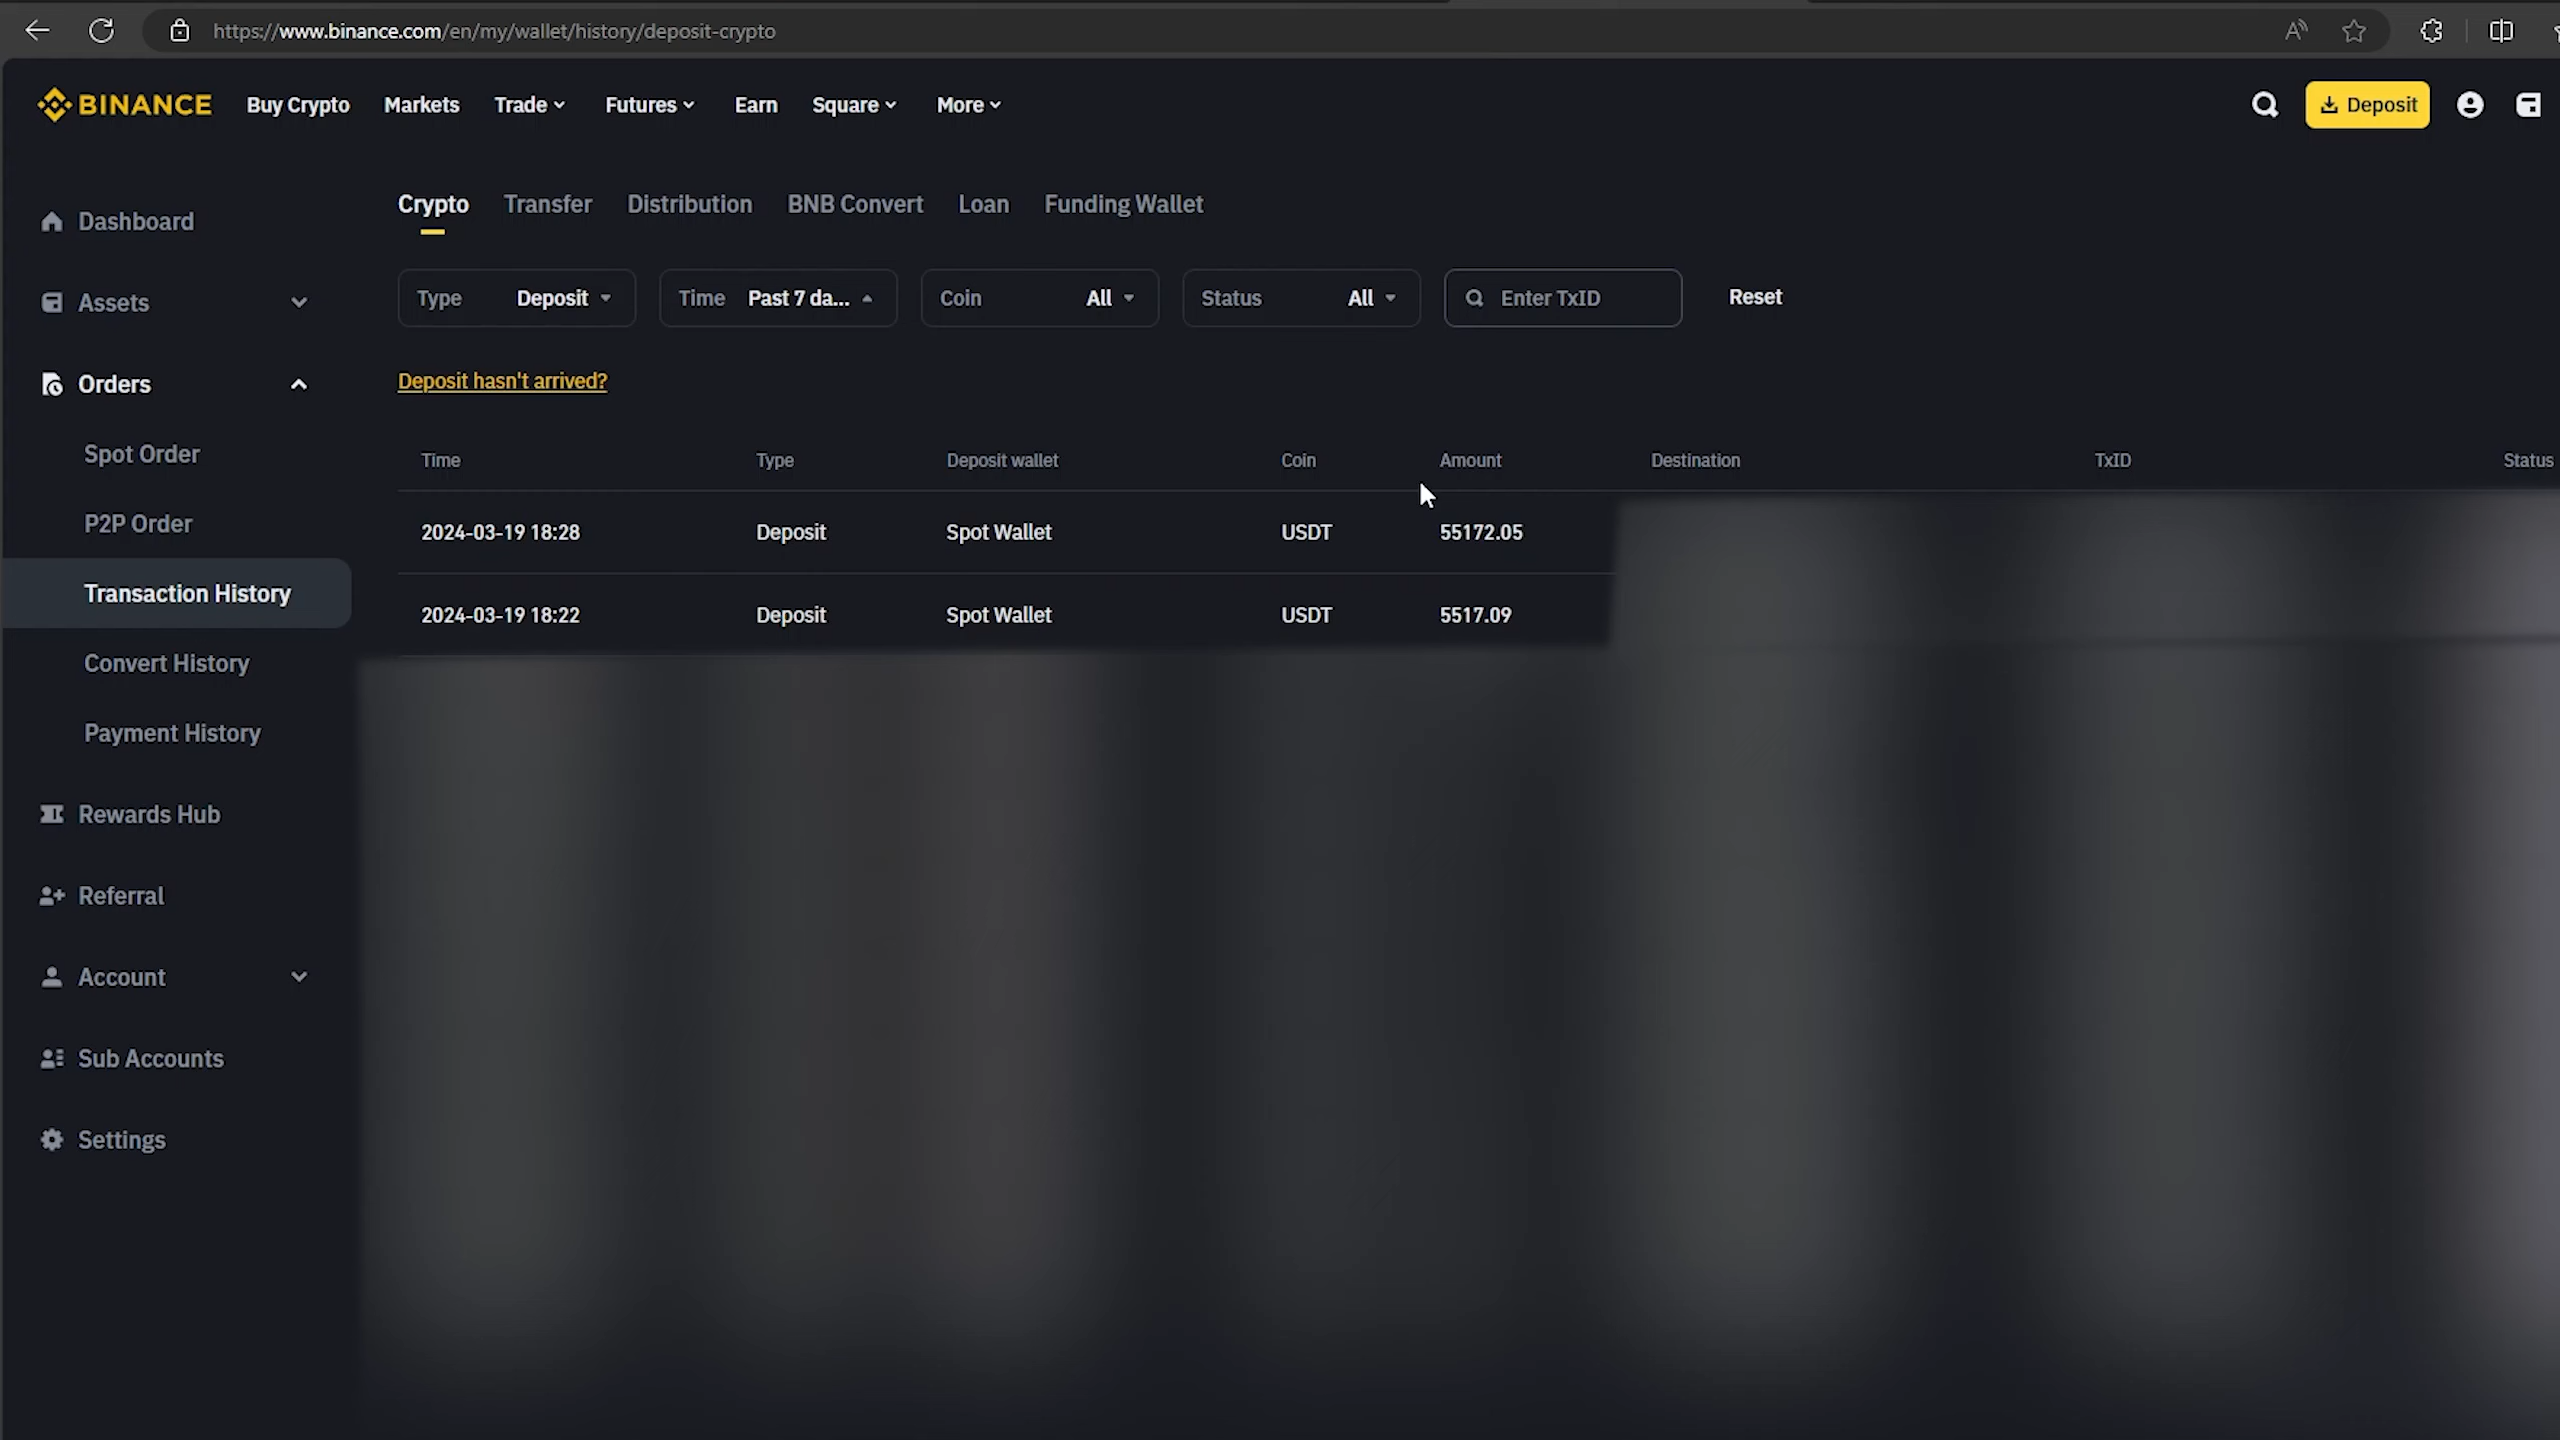 https://www.binance.com/en/my/wallet/history/deposit-crypto
BINANCE Buy Crypto Markets Trade Futures Earn Square More Deposit
Crypto Transfer Distribution BNB Convert Loan Funding Wallet
Dashboard
Type Deposit Time Past 7 da... Coin All Status All Enter TxID Reset
Assets
Deposit hasn't arrived?
Orders
Time Type Deposit wallet Coin Amount Destination TxID Status
Spot Order
2024-03-19 18:28 Deposit Spot Wallet USDT 55172.05
P2P Order
2024-03-19 18:22 Deposit Spot Wallet USDT 5517.09
Transaction History
Convert History
Payment History
Rewards Hub
Referral
Account
Sub Accounts
Settings